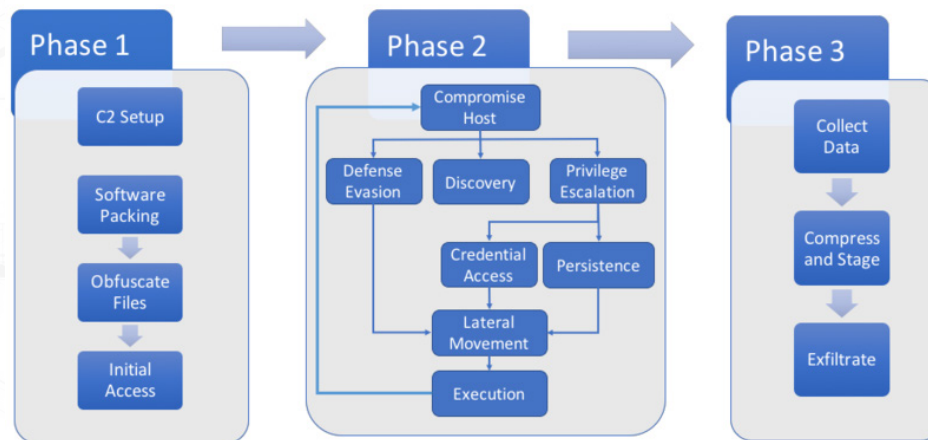 Phase 1
C2 Setup
Software
Packing
Obfuscate
Files
Initial
Access
Phase 2
Compromise
Host
Defense
Evasion
Discovery
Privilege
Escalation
Credential
Access
Persistence
Lateral
Movement
Execution
Phase 3
Collect
Data
Compress
and Stage
Exfiltrate